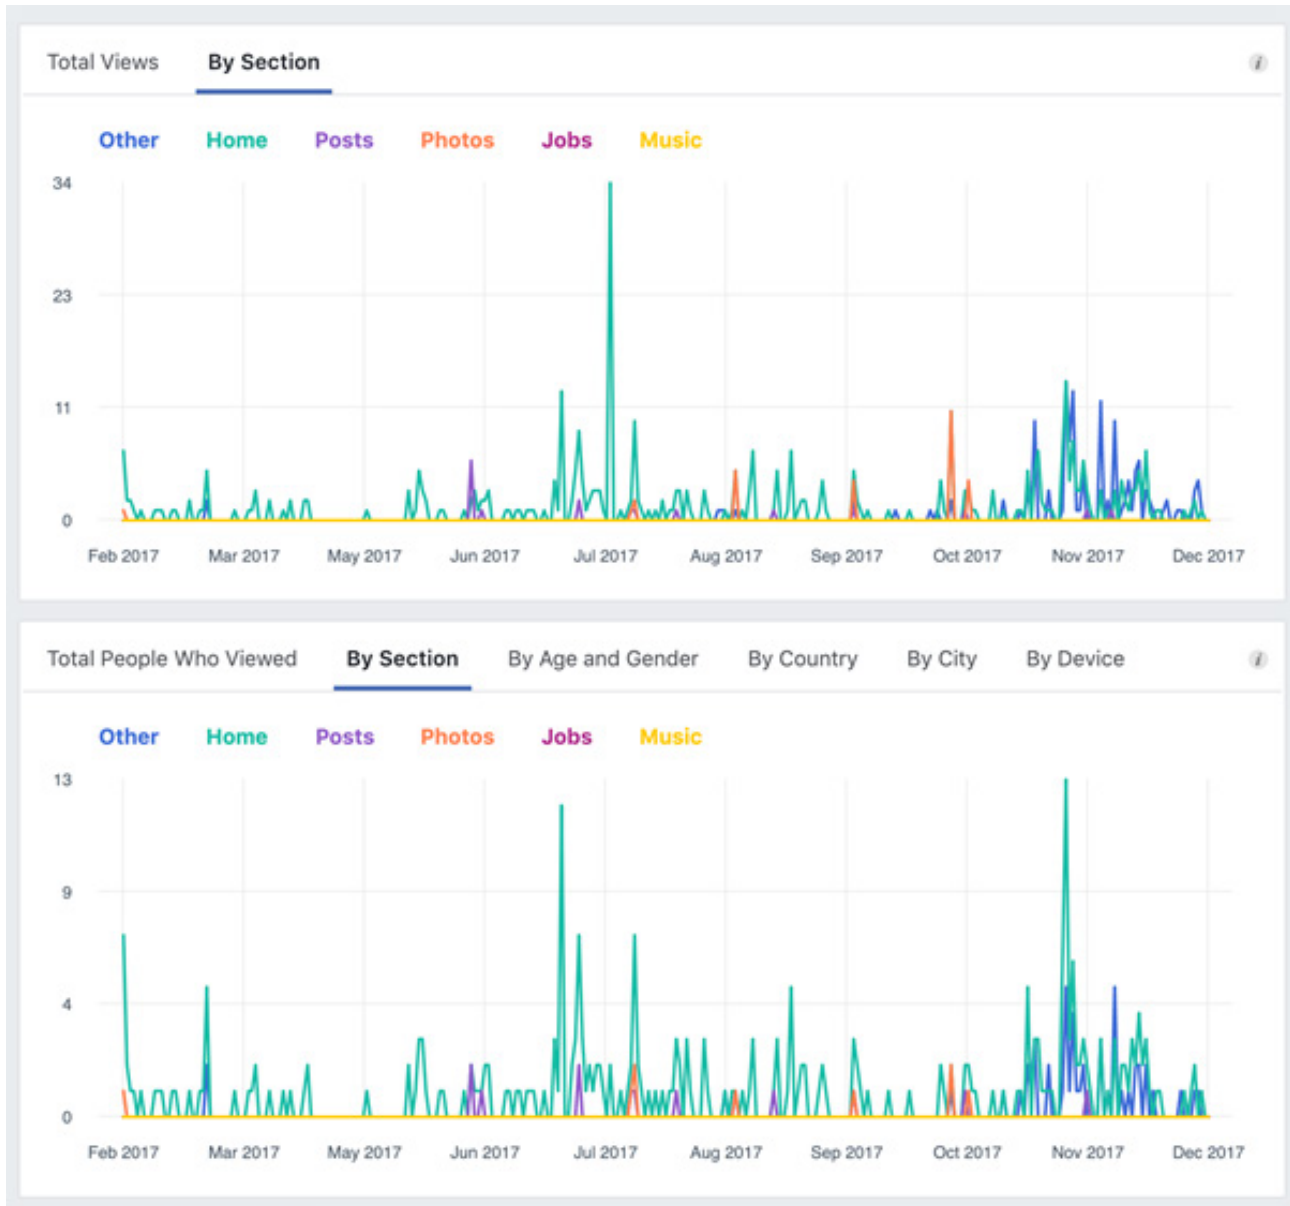 Total Views By Section i
Other Home Posts Photos Jobs Music
34
23
11
0
Feb 2017 Mar 2017 May 2017 Jun 2017 Jul 2017 Aug 2017 Sep 2017 Oct 2017 Nov 2017 Dec 2017
Total People Who Viewed By Section By Age and Gender By Country By City By Device i
Other Home Posts Photos Jobs Music
13
9
4
0
Feb 2017 Mar 2017 May 2017 Jun 2017 Jul 2017 Aug 2017 Sep 2017 Oct 2017 Nov 2017 Dec 2017